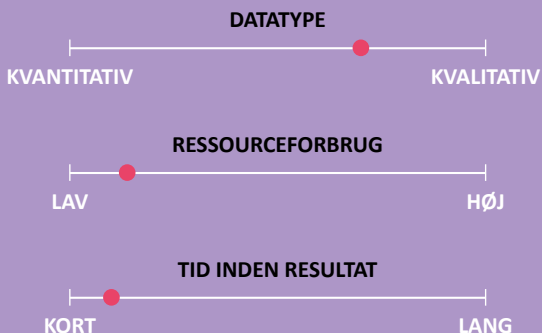 DATATYPE
KVANTITATIV KVALITATIV
RESSOURCEFORBRUG
LAV HØJ
TID INDEN RESULTAT
KORT LANG